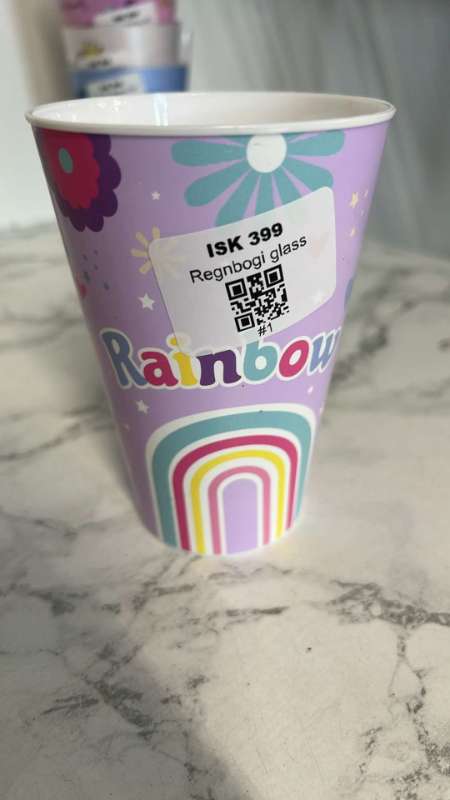 ISK 399
Regnbogi glass
#1
Rainbow